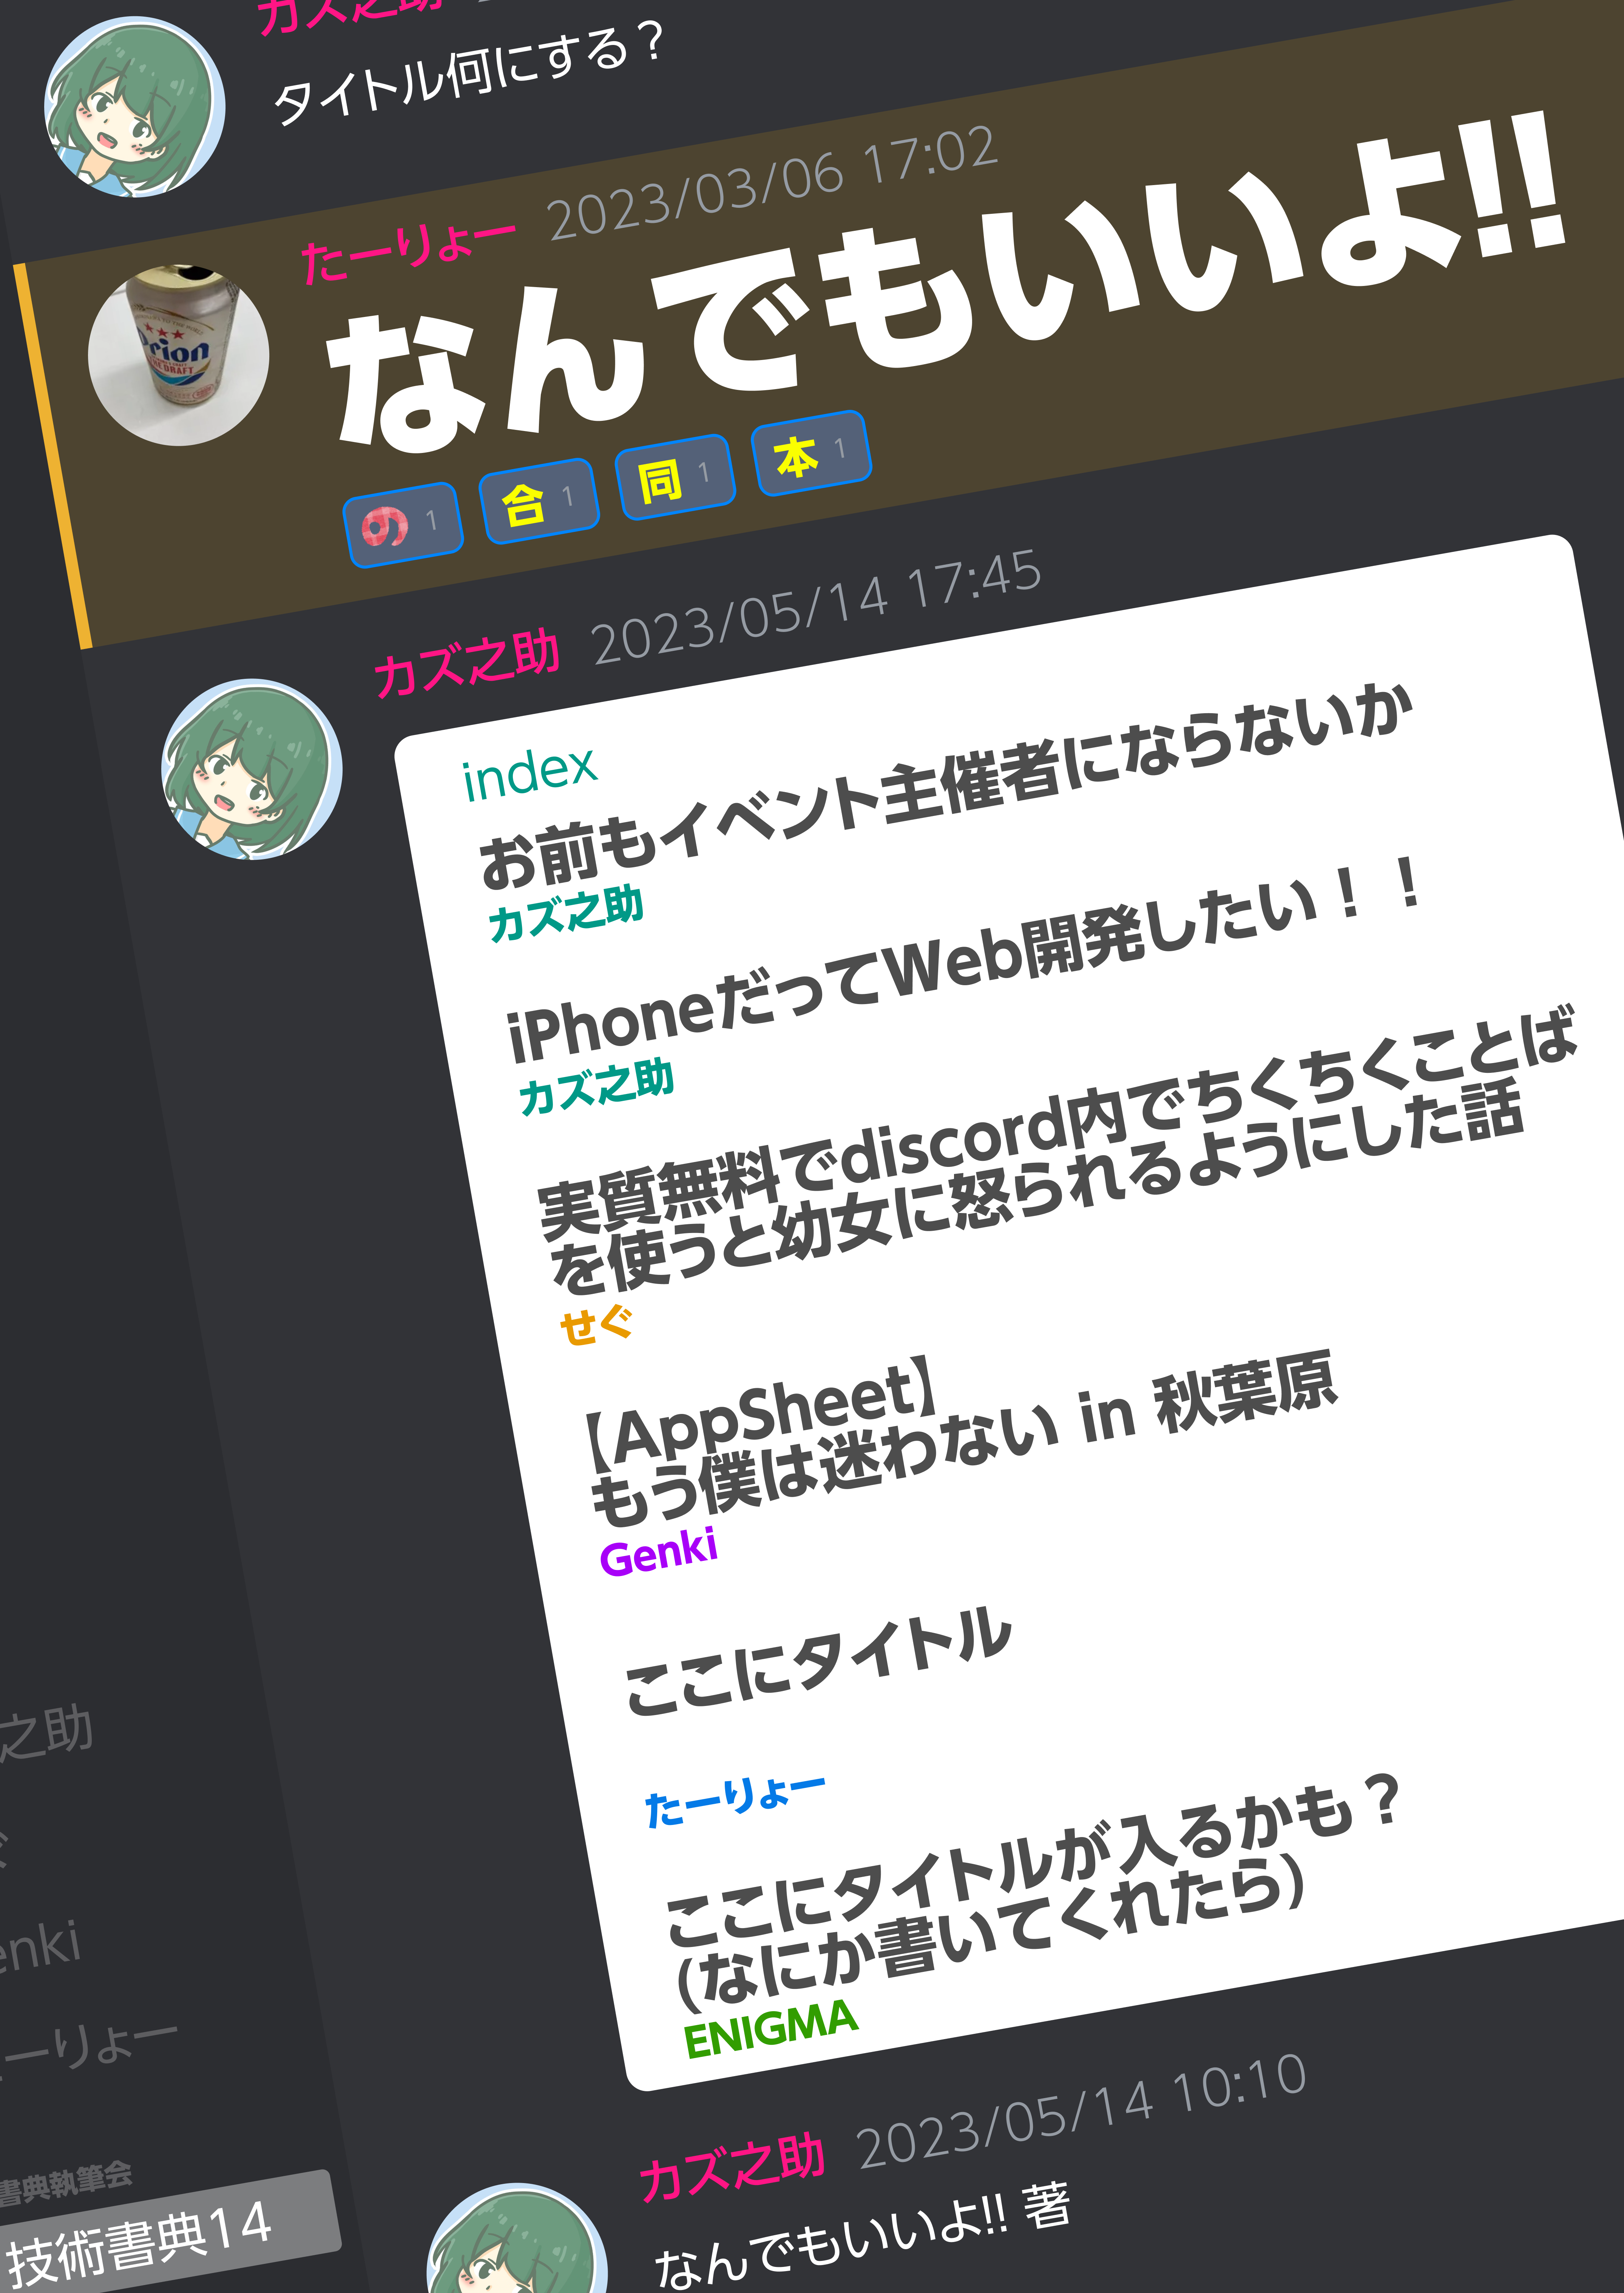 カズ之助
タイトル何にする？
たーりょー 2023/03/06 17:02
なんでもいいよ!!
の 1 合 1 同 1 本 1
カズ之助 2023/05/14 17:45
index
お前もイベント主催者にならないか
カズ之助
iPhoneだってWeb開発したい！！
カズ之助
実質無料でdiscord内でちくちくことば
を使うと幼女に怒られるようにした話
せぐ
【AppSheet】
もう僕は迷わない in 秋葉原
Genki
ここにタイトル
たーりょー
ここにタイトルが入るかも？
(なにか書いてくれたら)
ENIGMA
カズ之助 2023/05/14 10:10
なんでもいいよ!! 著
之助
enki
ーりょー
書典執筆会
技術書典14